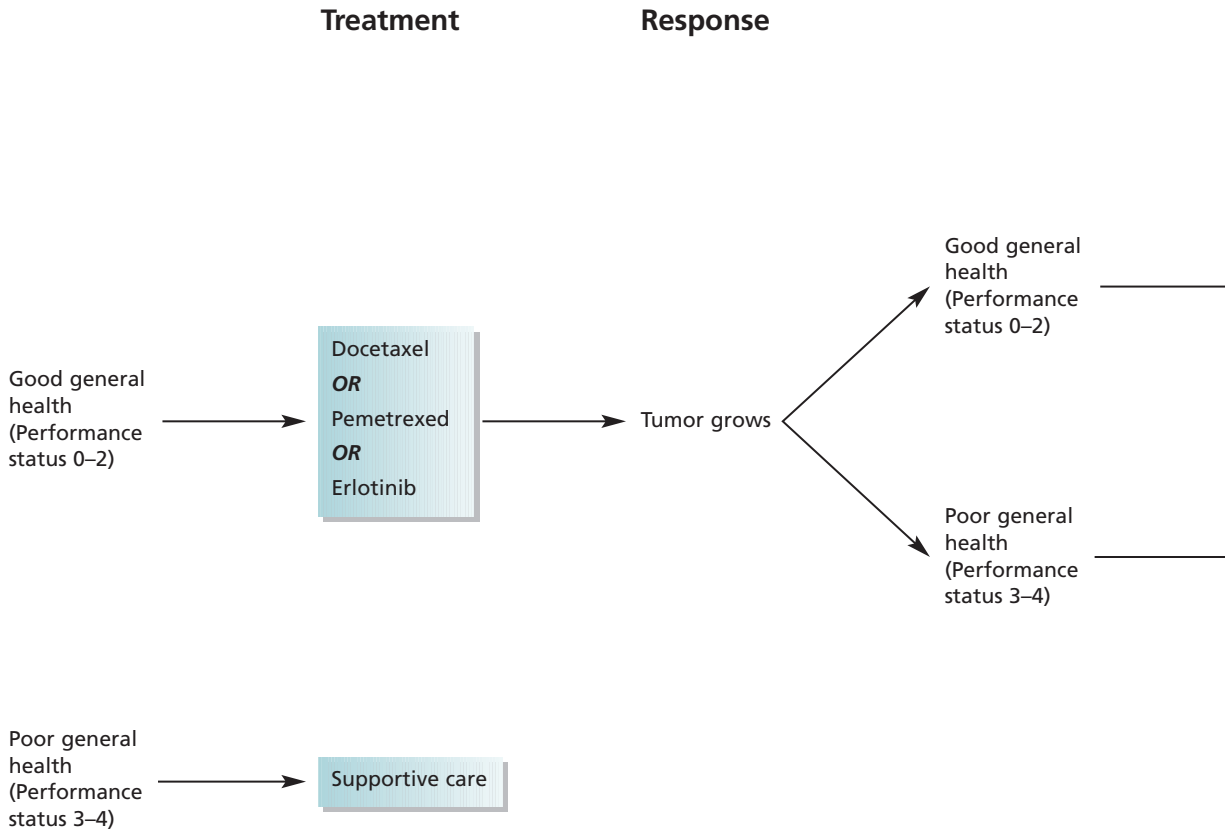 Treatment
Response
Good general
health
(Performance
status 0–2)
Docetaxel
OR
Pemetrexed
OR
Erlotinib
Tumor grows
Good general
health
(Performance
status 0–2)
Poor general
health
(Performance
status 3–4)
Poor general
health
(Performance
status 3–4)
Supportive care